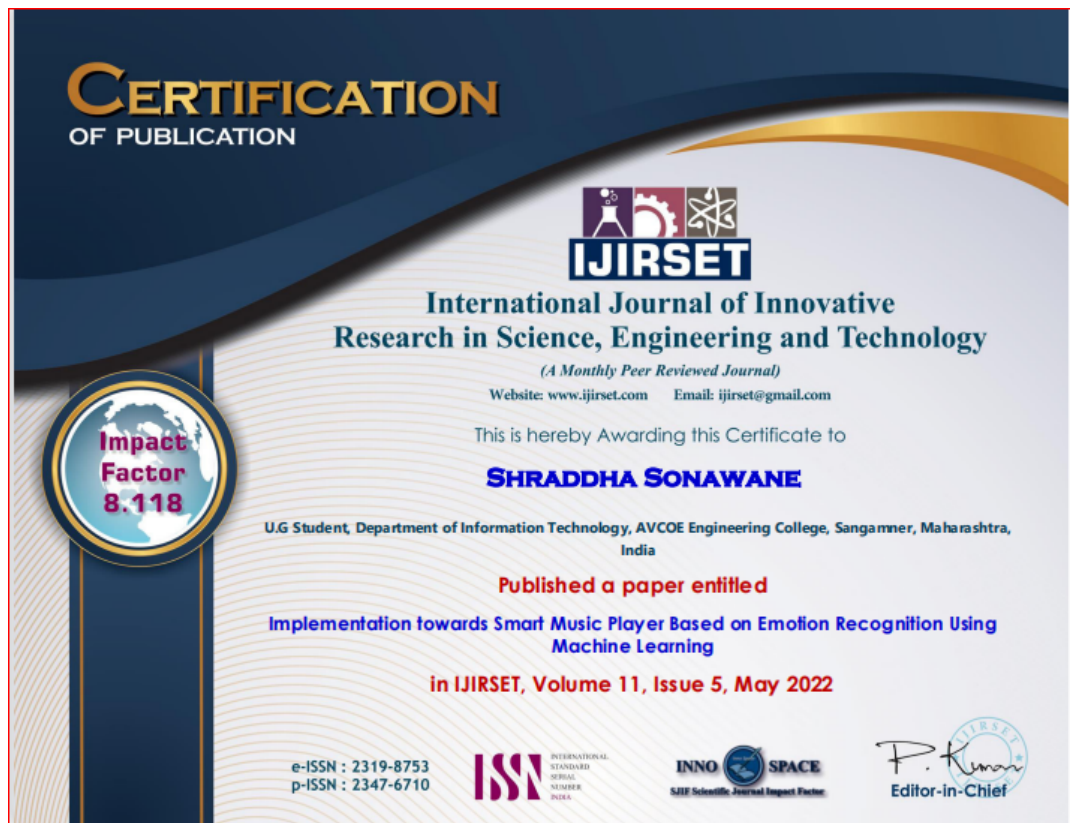 CERTIFICATION
OF PUBLICATION
IJIRSET
International Journal of Innovative
Research in Science, Engineering and Technology
(A Monthly Peer Reviewed Journal)
Website: www.ijirset.com Email: ijirset@gmail.com
This is hereby Awarding this Certificate to
SHRADDHA SONAWANE
U.G Student, Department of Information Technology, AVCOE Engineering College, Sangamner, Maharashtra,
India
Published a paper entitled
Implementation towards Smart Music Player Based on Emotion Recognition Using
Machine Learning
in IJIRSET, Volume 11, Issue 5, May 2022
Impact
Factor
8.118
e-ISSN : 2319-8753
p-ISSN : 2347-6710
ISSN
INTERNATIONAL
STANDARD
SERIAL
NUMBER
INDIA
INNO SPACE
SJIF Scientific Journal Impact Factor
IJIRSET
P. Kumar
Editor-in-Chief